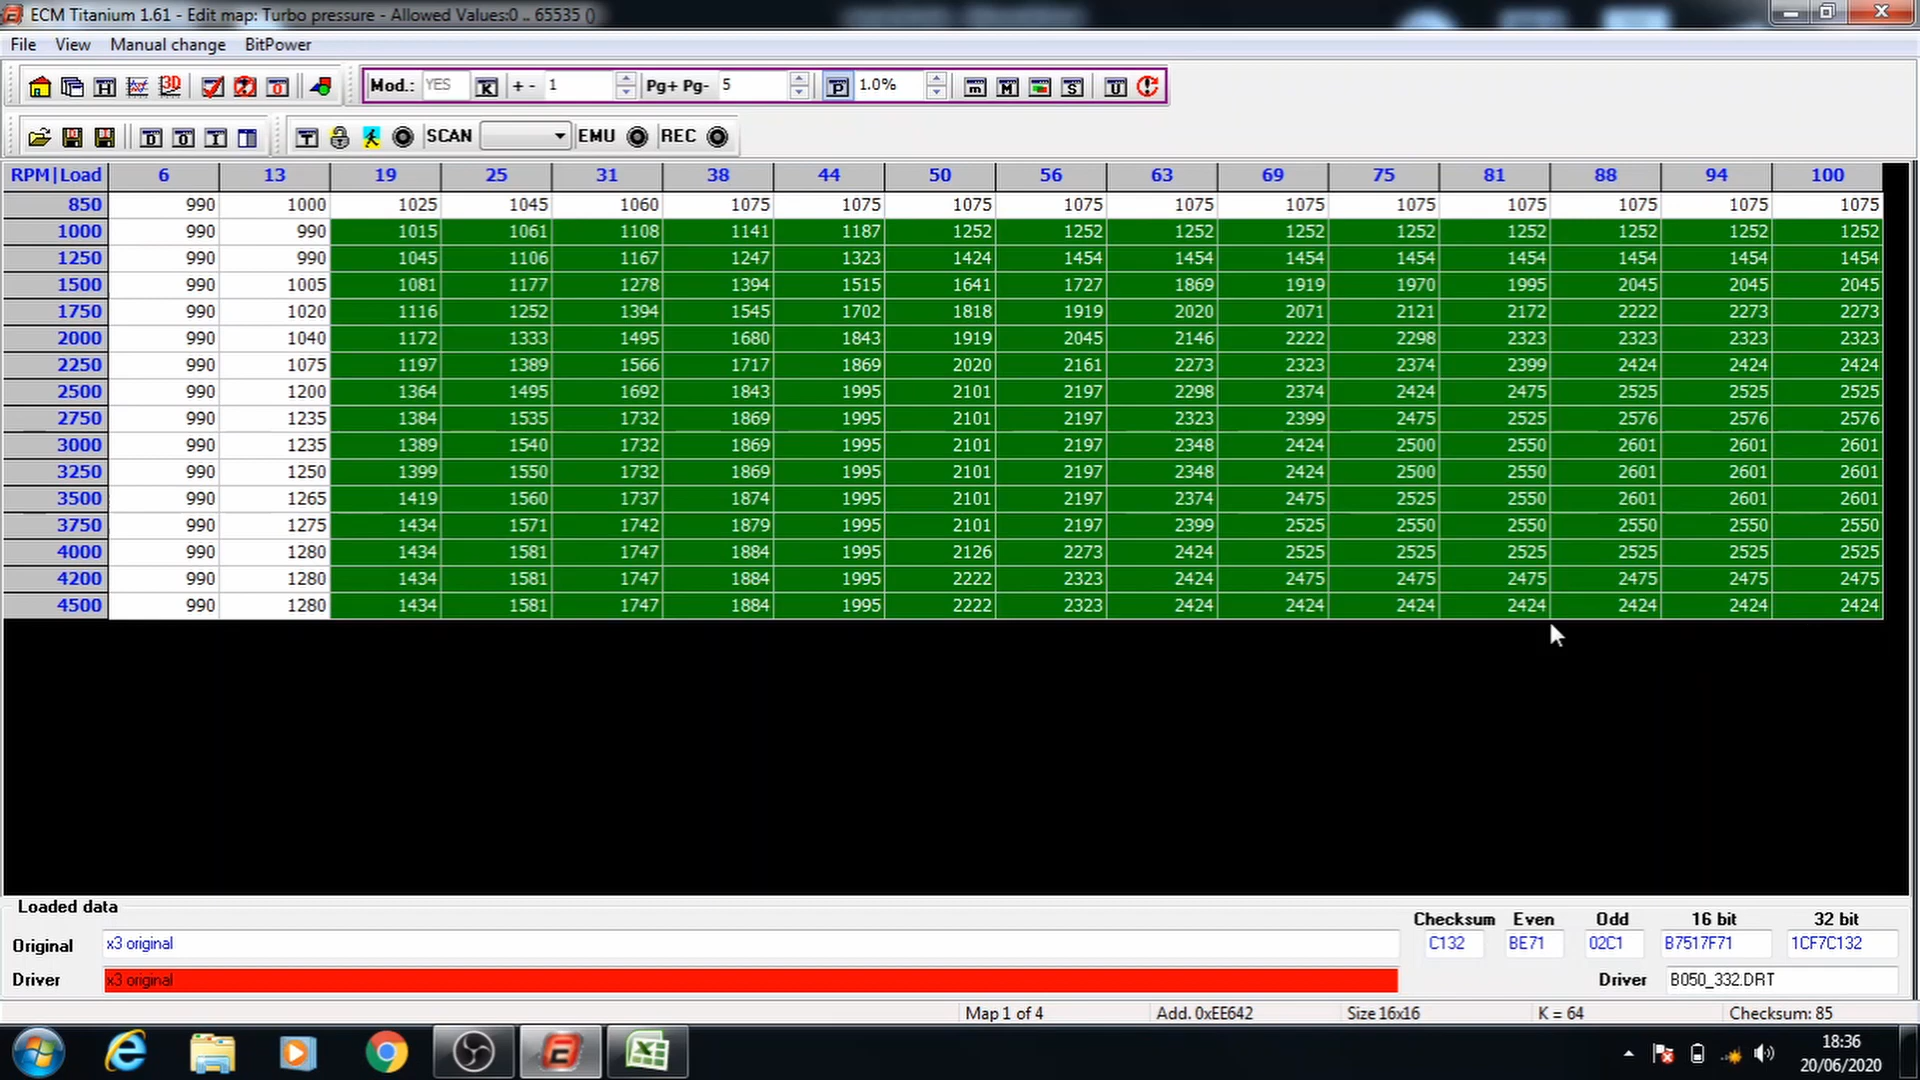 ECM Titanium 1.61 - Edit map: Turbo pressure - Allowed Values:0 .. 65535 ()
File View Manual change BitPower
3D Mod.: YES K + - 1 Pg+ Pg- 5 P 1.0% m M S U
D O I T SCAN EMU REC
RPM|Load 6 13 19 25 31 38 44 50 56 63 69 75 81 88 94 100
850 990 1000 1025 1045 1060 1075 1075 1075 1075 1075 1075 1075 1075 1075 1075 1075
1000 990 990 1015 1061 1108 1141 1187 1252 1252 1252 1252 1252 1252 1252 1252 1252
1250 990 990 1045 1106 1167 1247 1323 1424 1454 1454 1454 1454 1454 1454 1454 1454
1500 990 1005 1081 1177 1278 1394 1515 1641 1727 1869 1919 1970 1995 2045 2045 2045
1750 990 1020 1116 1252 1394 1545 1702 1818 1919 2020 2071 2121 2172 2222 2273 2273
2000 990 1040 1172 1333 1495 1680 1843 1919 2045 2146 2222 2298 2323 2323 2323 2323
2250 990 1075 1197 1389 1566 1717 1869 2020 2161 2273 2323 2374 2399 2424 2424 2424
2500 990 1200 1364 1495 1692 1843 1995 2101 2197 2298 2374 2424 2475 2525 2525 2525
2750 990 1235 1384 1535 1732 1869 1995 2101 2197 2323 2399 2475 2525 2576 2576 2576
3000 990 1235 1389 1540 1732 1869 1995 2101 2197 2348 2424 2500 2550 2601 2601 2601
3250 990 1250 1399 1550 1732 1869 1995 2101 2197 2348 2424 2500 2550 2601 2601 2601
3500 990 1265 1419 1560 1737 1874 1995 2101 2197 2374 2475 2525 2550 2601 2601 2601
3750 990 1275 1434 1571 1742 1879 1995 2101 2197 2399 2525 2550 2550 2550 2550 2550
4000 990 1280 1434 1581 1747 1884 1995 2126 2273 2424 2525 2525 2525 2525 2525 2525
4200 990 1280 1434 1581 1747 1884 1995 2222 2323 2424 2475 2475 2475 2475 2475 2475
4500 990 1280 1434 1581 1747 1884 1995 2222 2323 2424 2424 2424 2424 2424 2424 2424
Loaded data
Checksum Even Odd 16 bit 32 bit
Original x3 original C132 BE71 02C1 B7517F71 1CF7C132
Driver x3 original Driver B050_332.DRT
Map 1 of 4 Add. 0xEE642 Size 16x16 K = 64 Checksum: 85
18:36
20/06/2020